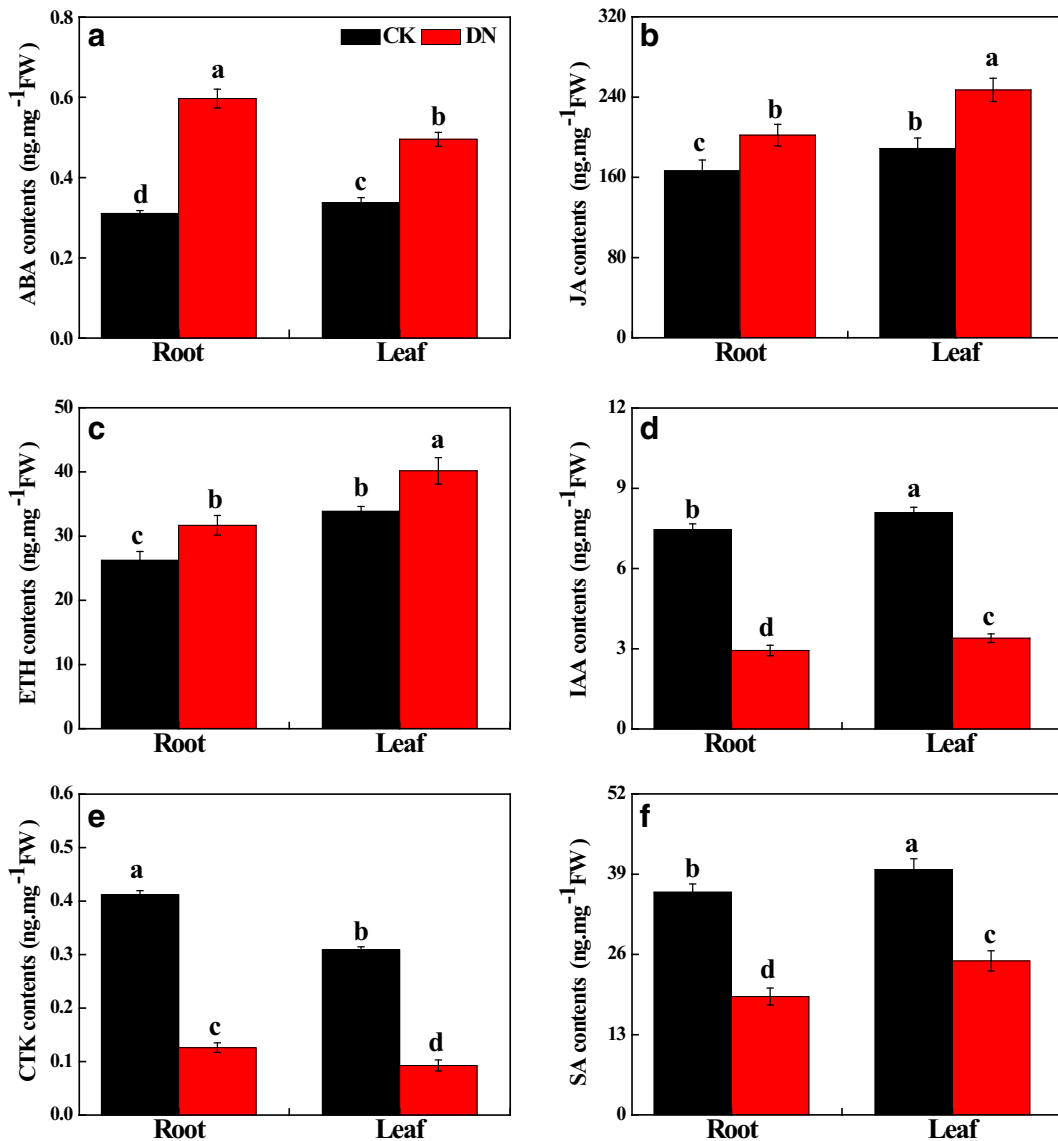 a
CK DN
ABA contents (ng.mg-1FW)
0.8
0.6
0.4
0.2
0.0
d a c b
Root Leaf
b
JA contents (ng.mg-1FW)
320
240
160
80
0
c b b a
Root Leaf
c
ETH contents (ng.mg-1FW)
50
40
30
20
10
0
c b b a
Root Leaf
d
IAA contents (ng.mg-1FW)
12
9
6
3
0
b d a c
Root Leaf
e
CTK contents (ng.mg-1FW)
0.6
0.5
0.4
0.3
0.2
0.1
0.0
a c b d
Root Leaf
f
SA contents (ng.mg-1FW)
52
39
26
13
0
b d a c
Root Leaf